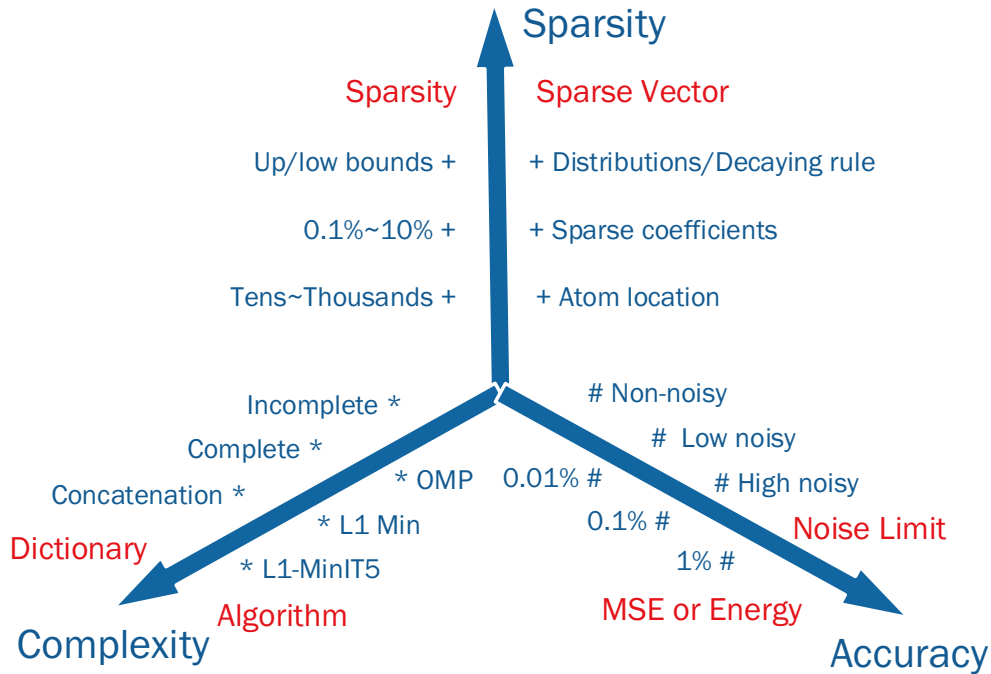 Sparsity
Sparsity
Sparse Vector
Up/low bounds +
+ Distributions/Decaying rule
0.1%~10% +
+ Sparse coefficients
Tens~Thousands +
+ Atom location
Incomplete *
Complete *
Concatenation *
Dictionary
* OMP
* L1 Min
* L1-MinIT5
Algorithm
Complexity
# Non-noisy
# Low noisy
# High noisy
Noise Limit
0.01% #
0.1% #
1% #
MSE or Energy
Accuracy